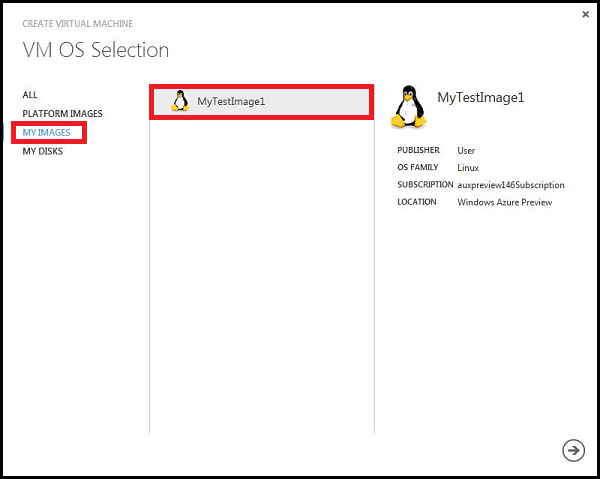 CREATE VIRTUAL MACHINE
VM OS Selection
ALL
PLATFORM IMAGES
MY IMAGES
MY DISKS
MyTestImage1
MyTestImage1
PUBLISHER User
OS FAMILY Linux
SUBSCRIPTION auxpreview146Subscription
LOCATION Windows Azure Preview